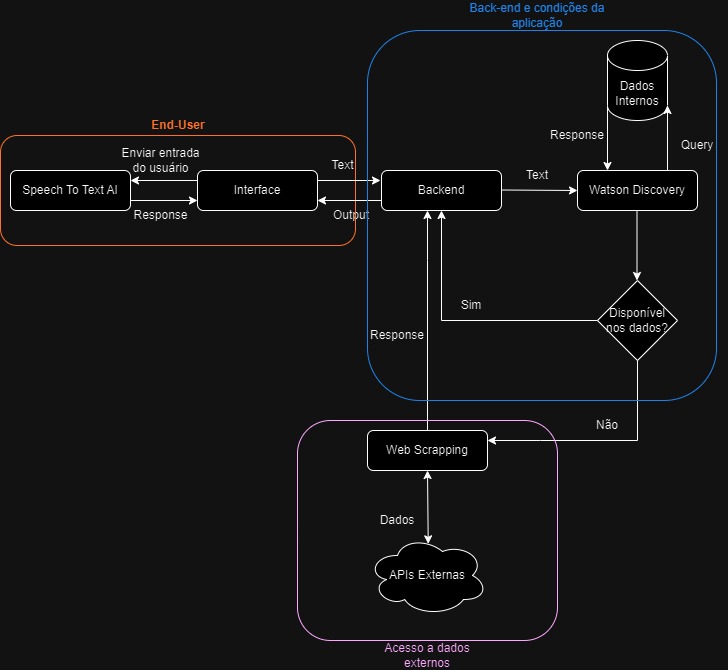 Back-end e condições da
aplicação
Dados
Internos
End-User
Response
Query
Enviar entrada
do usuário
Text
Text
Speech To Text AI
Interface
Backend
Watson Discovery
Response
Output
Sim
Disponível
nos dados?
Response
Não
Web Scrapping
Dados
APIs Externas
Acesso a dados
externos